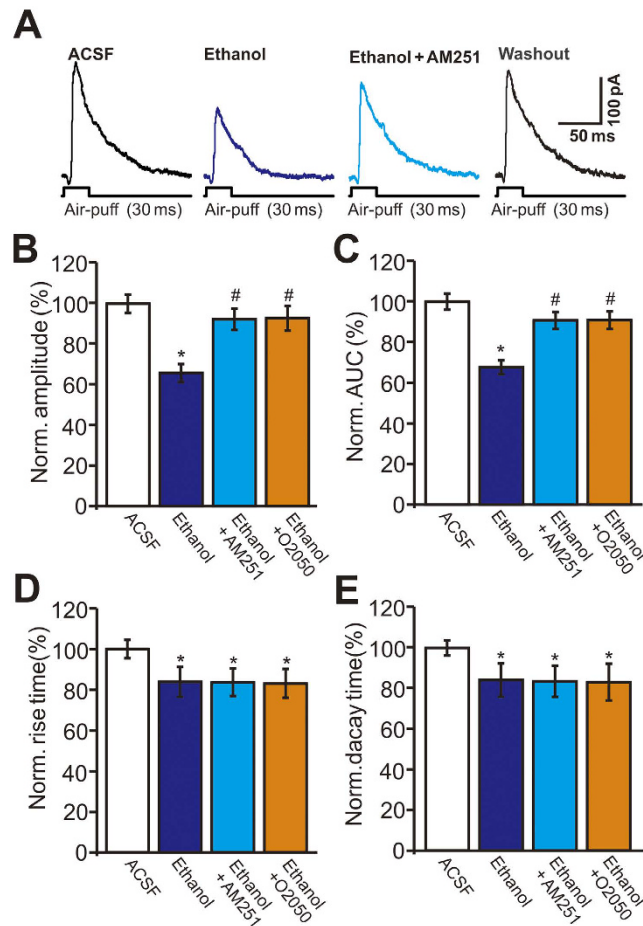 A
ACSF
Ethanol
Ethanol + AM251
Washout
100 pA
50 ms
Air-puff (30 ms)
Air-puff (30 ms)
Air-puff (30 ms)
Air-puff (30 ms)
B
Norm. amplitude (%)
120
100
80
60
40
20
0
*
#
#
ACSF
Ethanol
Ethanol
+AM251
Ethanol
+O2050
C
Norm. AUC (%)
120
100
80
60
40
20
0
*
#
#
ACSF
Ethanol
Ethanol
+AM251
Ethanol
+O2050
D
Norm. rise time(%)
120
100
80
60
40
20
0
*
*
*
ACSF
Ethanol
Ethanol
+AM251
Ethanol
+O2050
E
Norm.dacay time(%)
120
100
80
60
40
20
0
*
*
*
ACSF
Ethanol
Ethanol
+AM251
Ethanol
+O2050